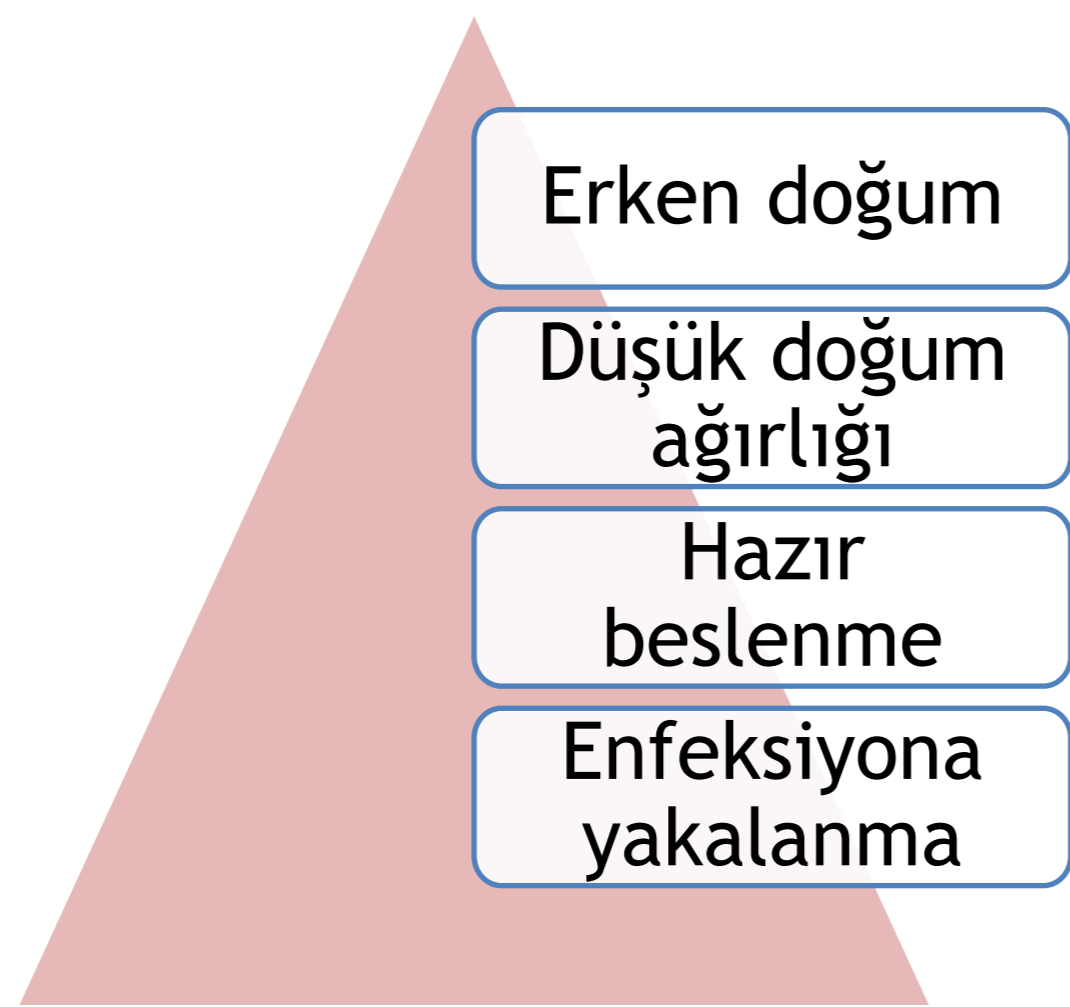 Erken doğum
Düşük doğum
ağırlığı
Hazır
beslenme
Enfeksiyona
yakalanma